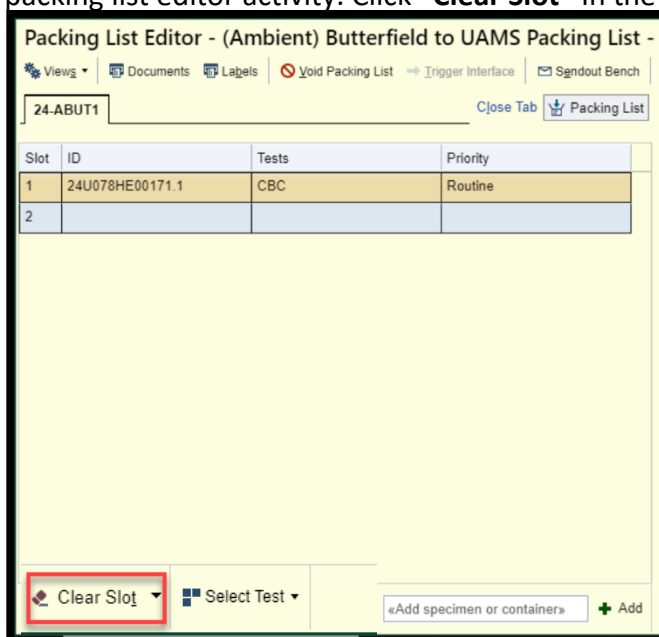 packing list editor activity. Click "Clear Slot" in the
Packing List Editor - (Ambient) Butterfield to UAMS Packing List -
Views Documents Labels Void Packing List Trigger Interface Sendout Bench
24-ABUT1 Close Tab Packing List
Slot ID Tests Priority
1 24U078HE00171.1 CBC Routine
2
Clear Slot Select Test «Add specimen or container» Add